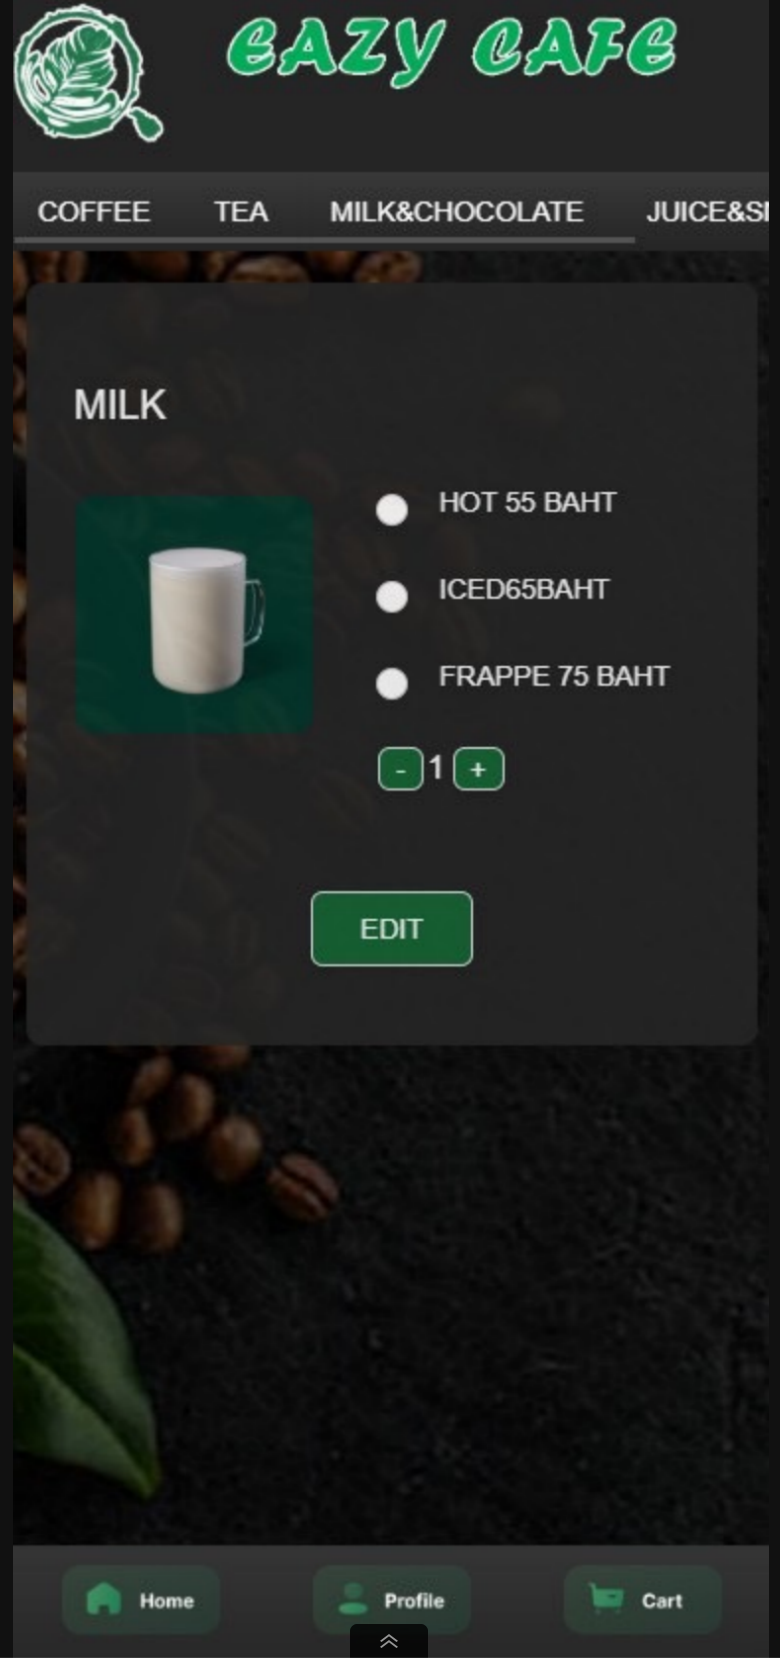 EAZY CAFE
COFFEE TEA MILK&CHOCOLATE JUICE&S
MILK
HOT 55 BAHT
ICED65BAHT
FRAPPE 75 BAHT
- 1 +
EDIT
Home Profile Cart